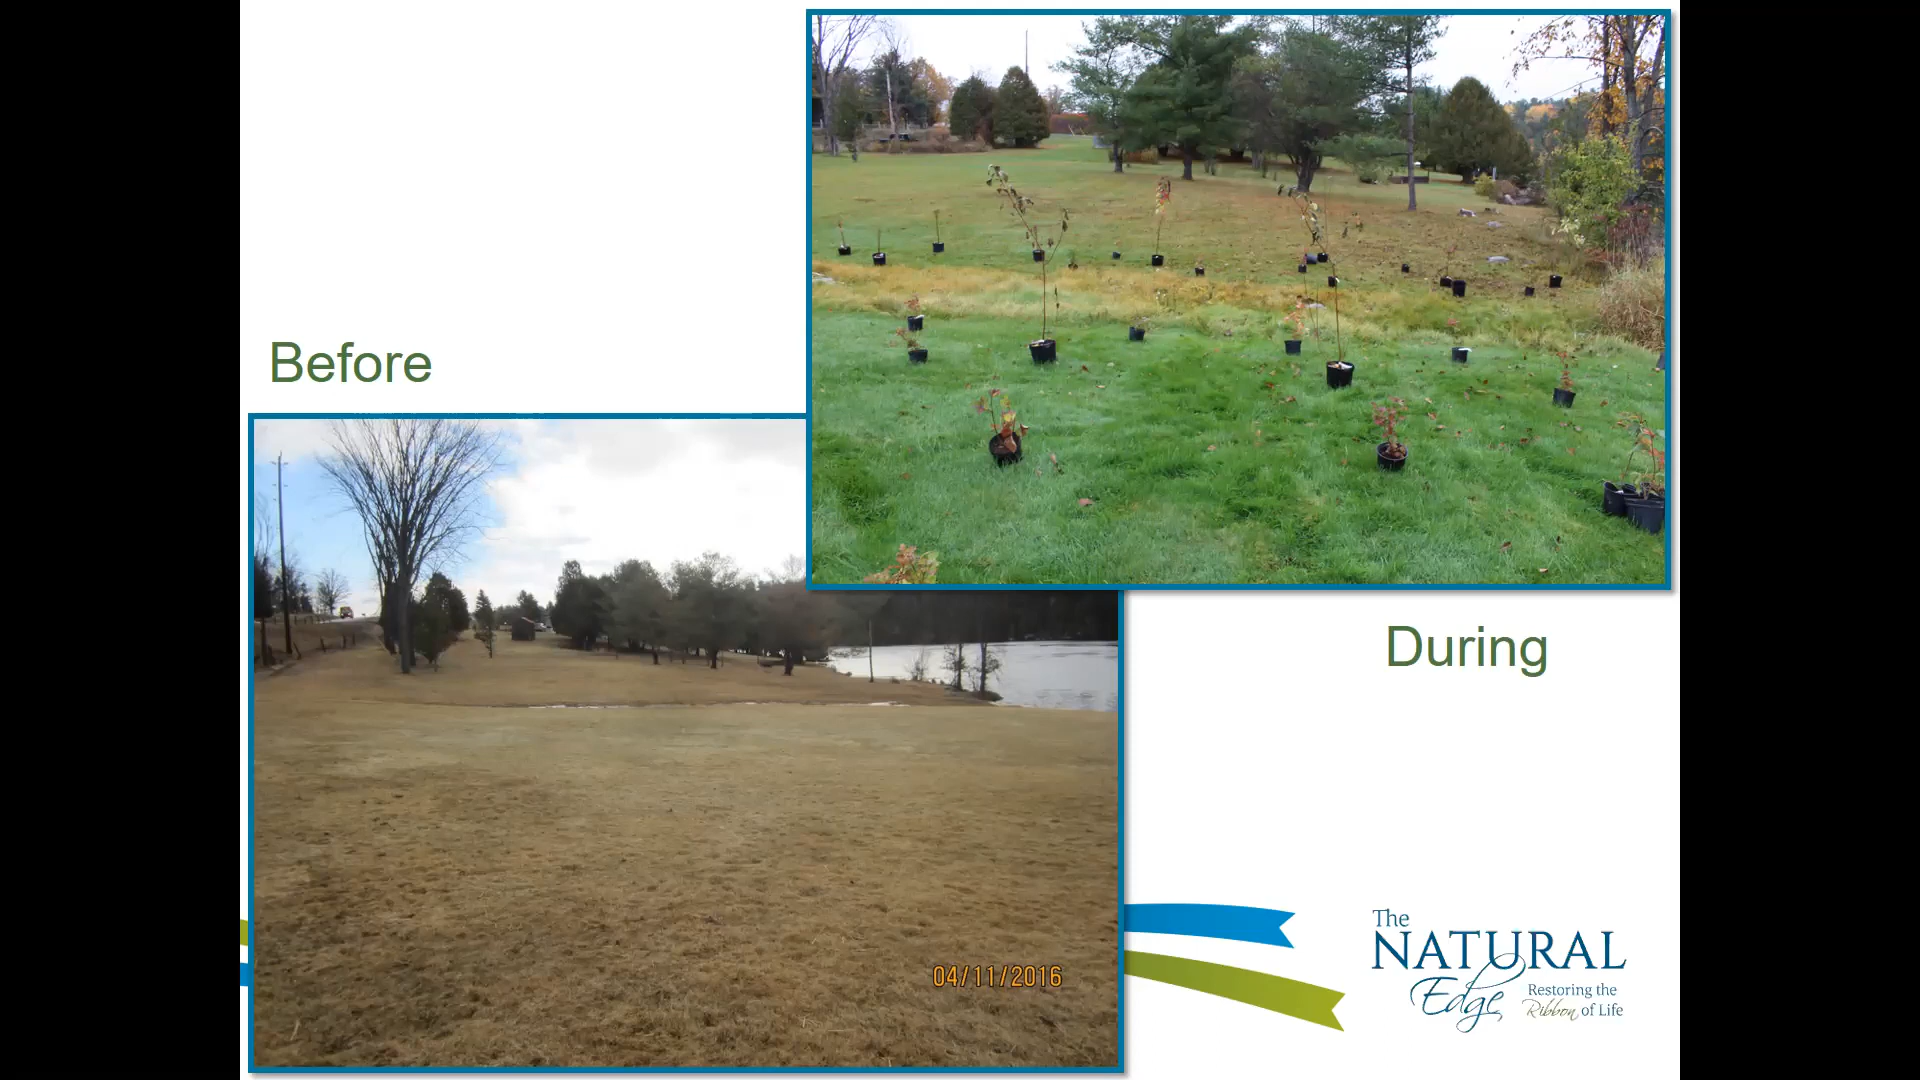 Before
During
04/11/2016
The
NATURAL
Edge
Restoring the
Ribbon of Life